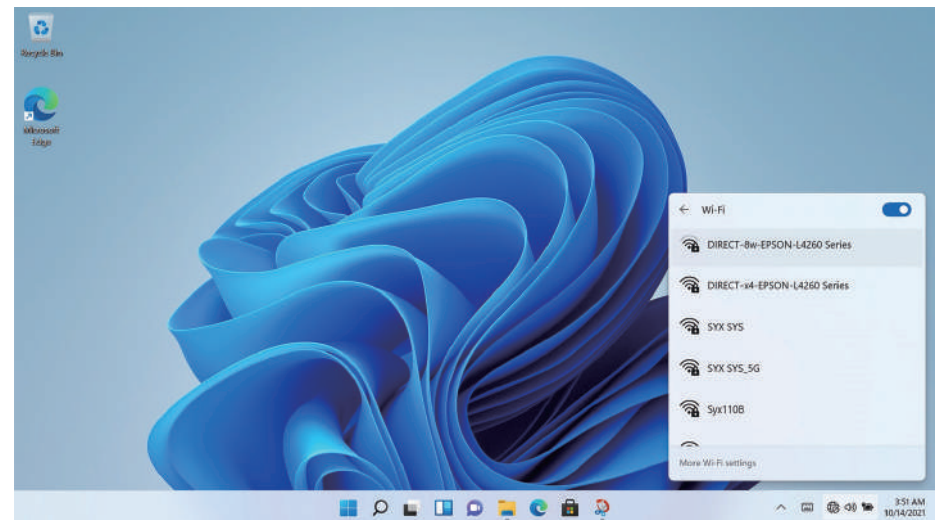 Recycle Bin
Microsoft
Edge
Wi-Fi
DIRECT-8w-EPSON-L4260 Series
DIRECT-x4-EPSON-L4260 Series
SYX SYS
SYX SYS_5G
Syx110B
More Wi-Fi settings
3:51 AM
10/14/2021